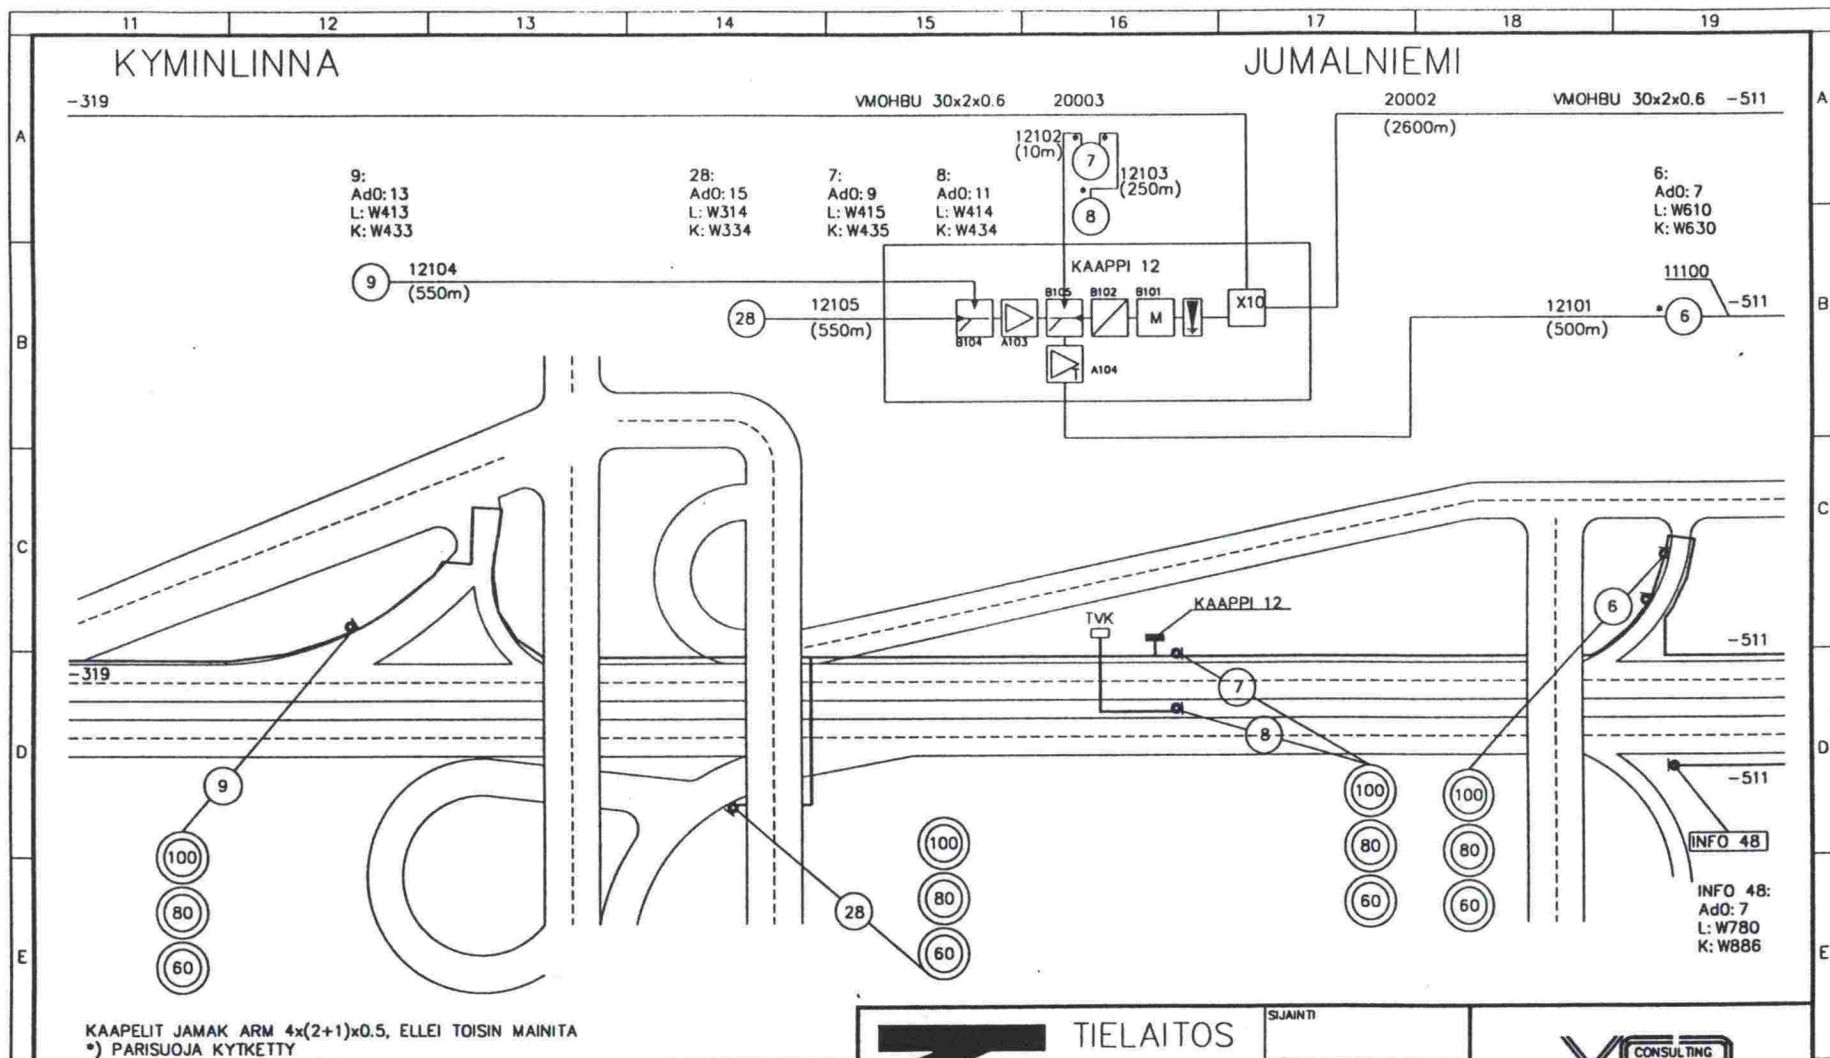 11 12 13 14 15 16 17 18 19
KYMINLINNA JUMALNIEMI
-319 VMOHBU 30x2x0.6 20003 20002 VMOHBU 30x2x0.6 -511
(2600m)
A A
12102
(10m)
7
12103
(250m)
8
9:
AdO: 13
L: W413
K: W433
28:
AdO: 15
L: W314
K: W334
7:
AdO: 9
L: W415
K: W435
8:
AdO: 11
L: W414
K: W434
6:
AdO: 7
L: W610
K: W630
KAAPPI 12
9 12104
(550m)
28 12105
(550m)
B105 B102 B101
M
X10
B104 A103
A104
11100
-511
12101
(500m)
* 6
B B
C C
6
TVK
KAAPPI 12
-511
-319
7
8
D D
9
-511
100
80
60
28
100
80
60
100
80
60
100
80
60
INFO 48
INFO 48:
AdO: 7
L: W780
K: W886
E E
KAAPELIT JAMAK ARM 4x(2+1)x0.5, ELLEI TOISIN MAINITA
*) PARISUOJA KYTKETTY
TIELAITOS
SIJAINTI
CONSULTING